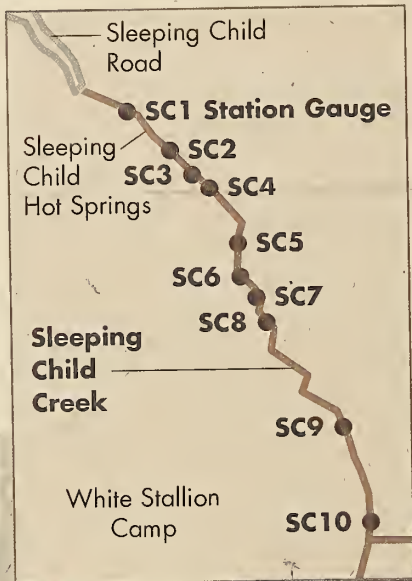 Sleeping Child
Road
SC1 Station Gauge
SC2
Sleeping
Child
Hot Springs
SC3
SC4
SC5
SC6
SC7
SC8
Sleeping
Child
Creek
SC9
White Stallion
Camp
SC10